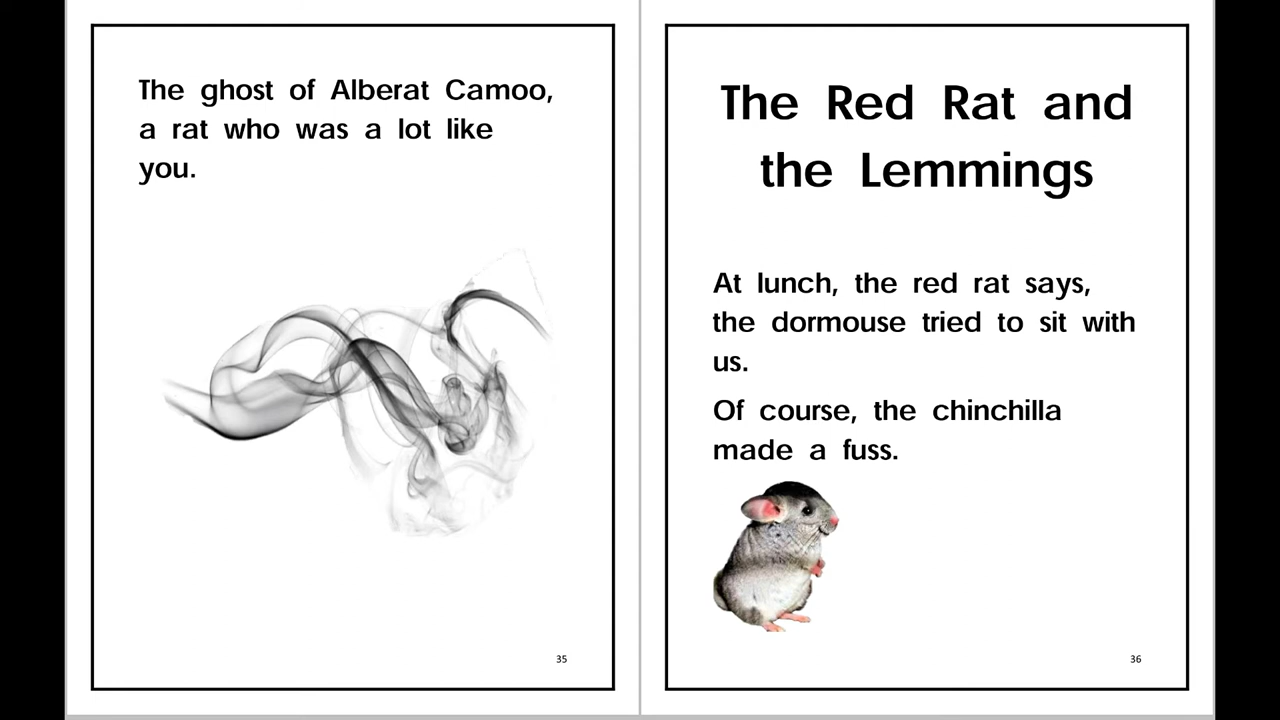 The ghost of Alberat Camoo,
a rat who was a lot like
you.
35
The Red Rat and
the Lemmings
At lunch, the red rat says,
the dormouse tried to sit with
us.
Of course, the chinchilla
made a fuss.
36